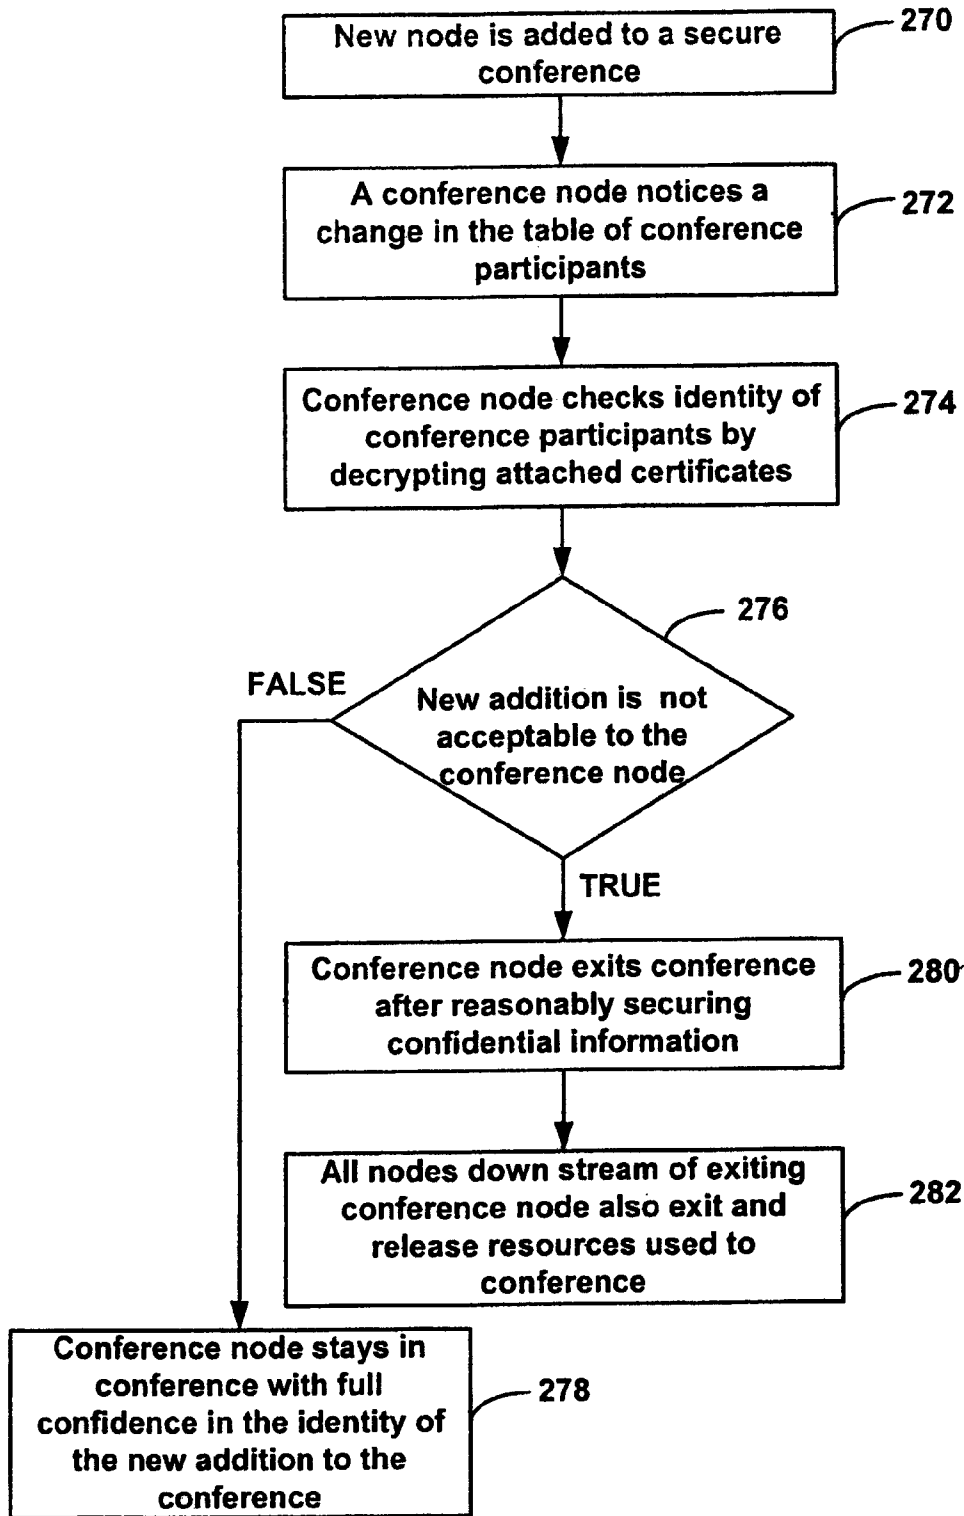 New node is added to a secure
conference
270
A conference node notices a
change in the table of conference
participants
272
Conference node checks identity of
conference participants by
decrypting attached certificates
274
276
FALSE
New addition is not
acceptable to the
conference node
TRUE
Conference node exits conference
after reasonably securing
confidential information
280
All nodes down stream of exiting
conference node also exit and
release resources used to
conference
282
Conference node stays in
conference with full
confidence in the identity of
the new addition to the
conference
278